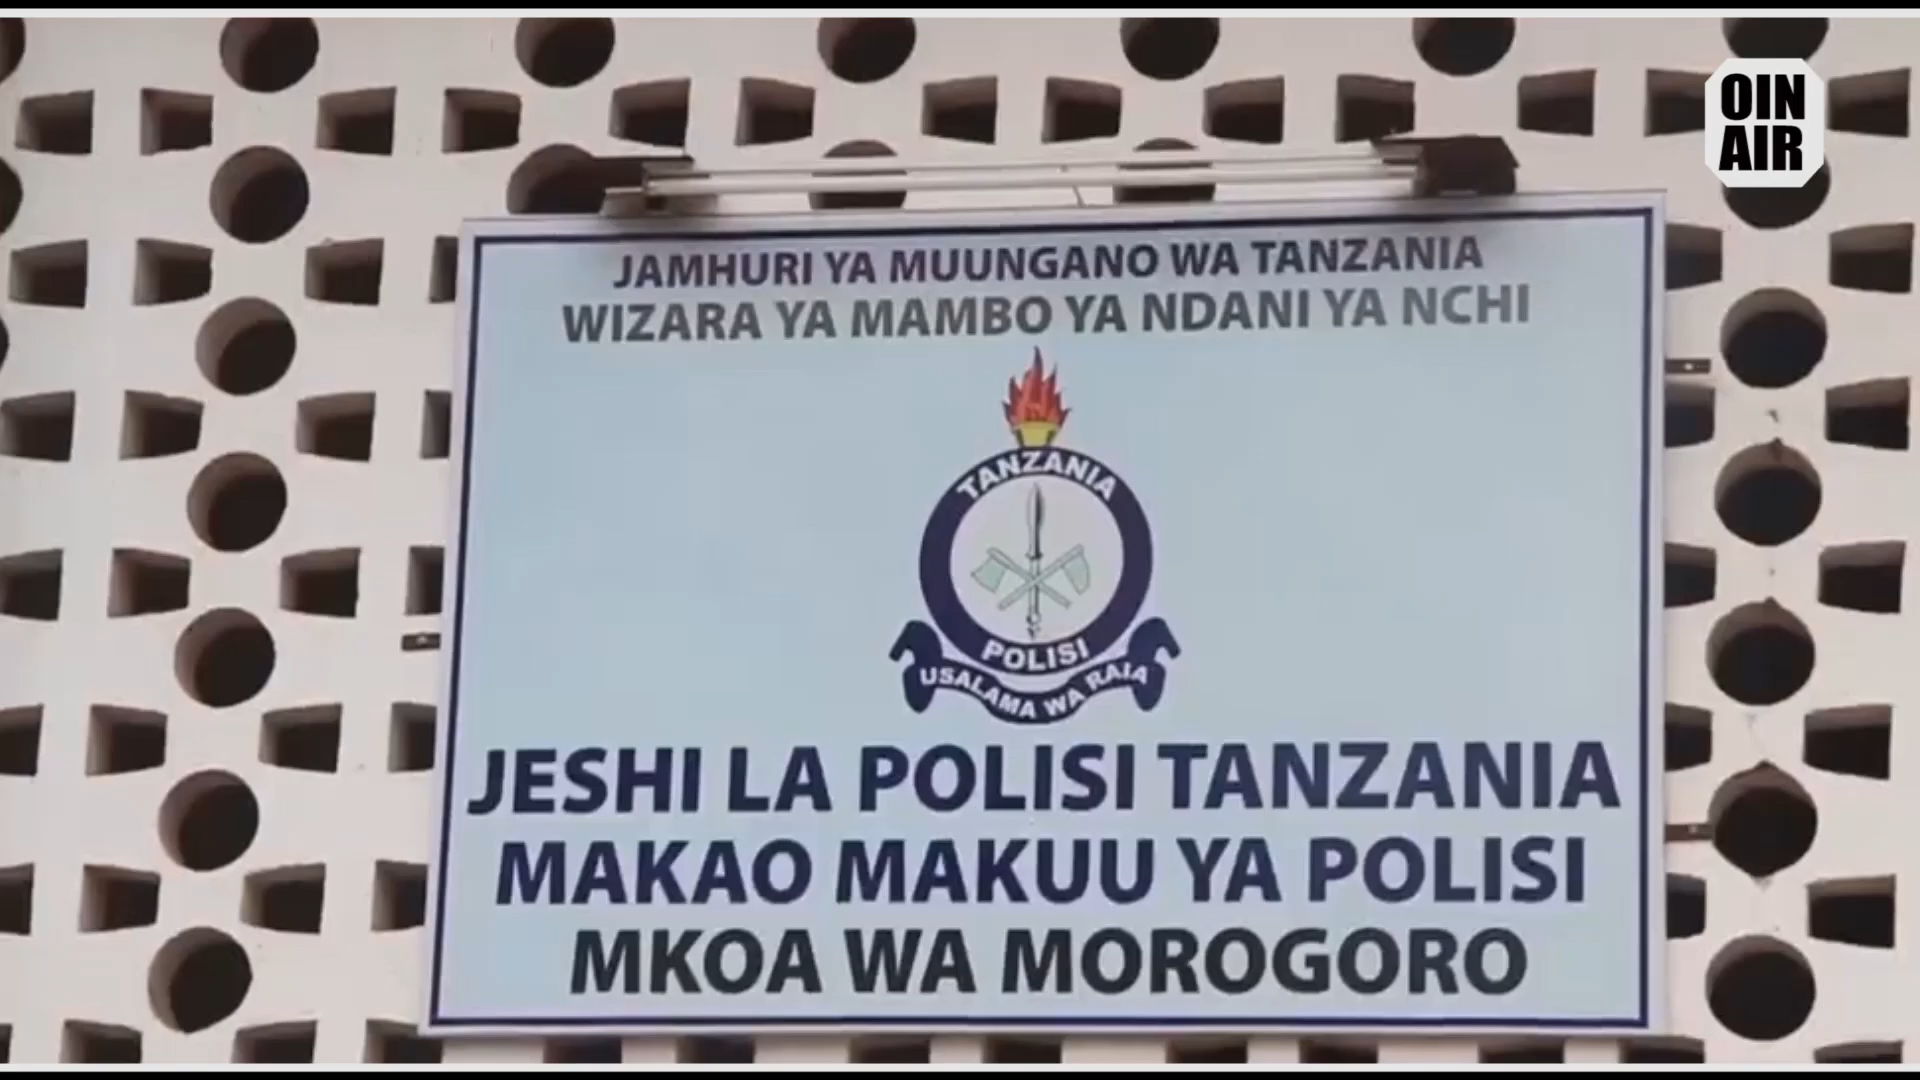 OIN
AIR
JAMHURI YA MUUNGANO WA TANZANIA
WIZARA YA MAMBO YA NDANI YA NCHI
TANZANIA
POLISI
USALAMA WA RAIA
JESHI LA POLISI TANZANIA
MAKAO MAKUU YA POLISI
MKOA WA MOROGORO